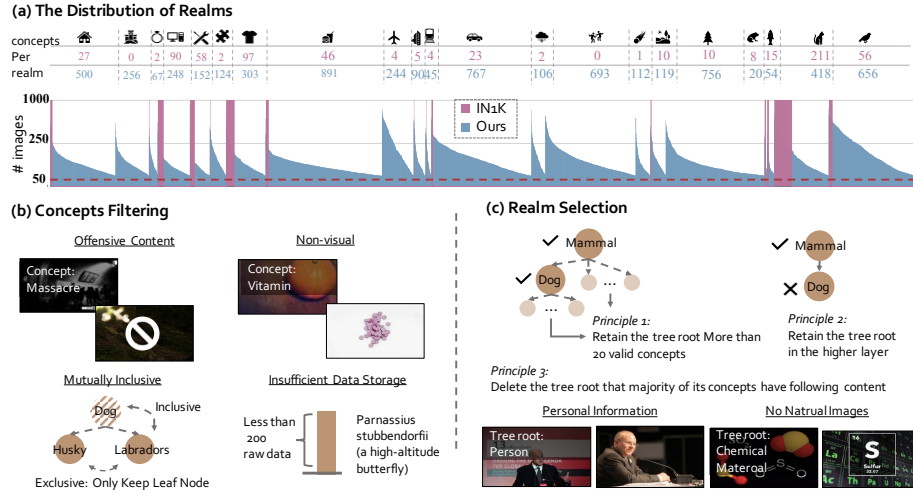 (a) The Distribution of Realms
concepts
Per 27 0 2 90 58 2 97 46 4 5 4 23 2 0 1 10 10 8 15 211 56
realm 500 256 67 248 152 124 303 891 244 90 45 767 106 693 112 119 756 20 54 418 656
1000
250
50
# images
IN1K
Ours
(b) Concepts Filtering
Offensive Content
Non-visual
Concept:
Massacre
Concept:
Vitamin
Mutually Inclusive
Insufficient Data Storage
Dog
Inclusive
Husky
Labradors
Exclusive: Only Keep Leaf Node
Less than
200
raw data
Parnassius
stubbendorfii
(a high-altitude
butterfly)
(c) Realm Selection
Mammal
Dog
...
...
Principle 1:
Retain the tree root More than
20 valid concepts
Mammal
Dog
Principle 2:
Retain the tree root
in the higher layer
Principle 3:
Delete the tree root that majority of its concepts have following content
Personal Information
No Natrual Images
Tree root:
Person
Tree root:
Chemical
Materoal
S
O
S
Sulfur
La